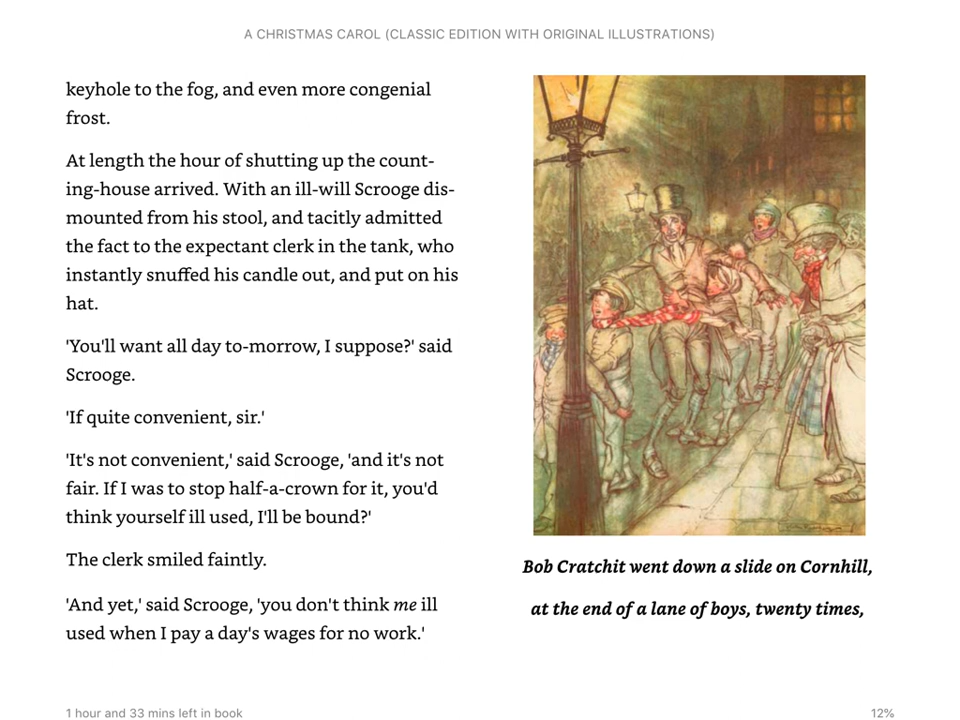 A CHRISTMAS CAROL (CLASSIC EDITION WITH ORIGINAL ILLUSTRATIONS)
keyhole to the fog, and even more congenial
frost.
At length the hour of shutting up the count-
ing-house arrived. With an ill-will Scrooge dis-
mounted from his stool, and tacitly admitted
the fact to the expectant clerk in the tank, who
instantly snuffed his candle out, and put on his
hat.
'You'll want all day to-morrow, I suppose?' said
Scrooge.
'If quite convenient, sir.'
'It's not convenient,' said Scrooge, 'and it's not
fair. If I was to stop half-a-crown for it, you'd
think yourself ill used, I'll be bound?'
The clerk smiled faintly.
'And yet,' said Scrooge, 'you don't think me ill
used when I pay a day's wages for no work.'
Bob Cratchit went down a slide on Cornhill,
at the end of a lane of boys, twenty times,
1 hour and 33 mins left in book
12%